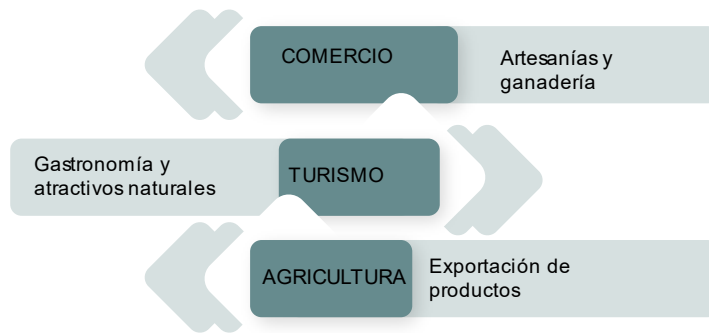 COMERCIO
Artesanías y
ganadería
Gastronomía y
atractivos naturales
TURISMO
AGRICULTURA
Exportación de
productos